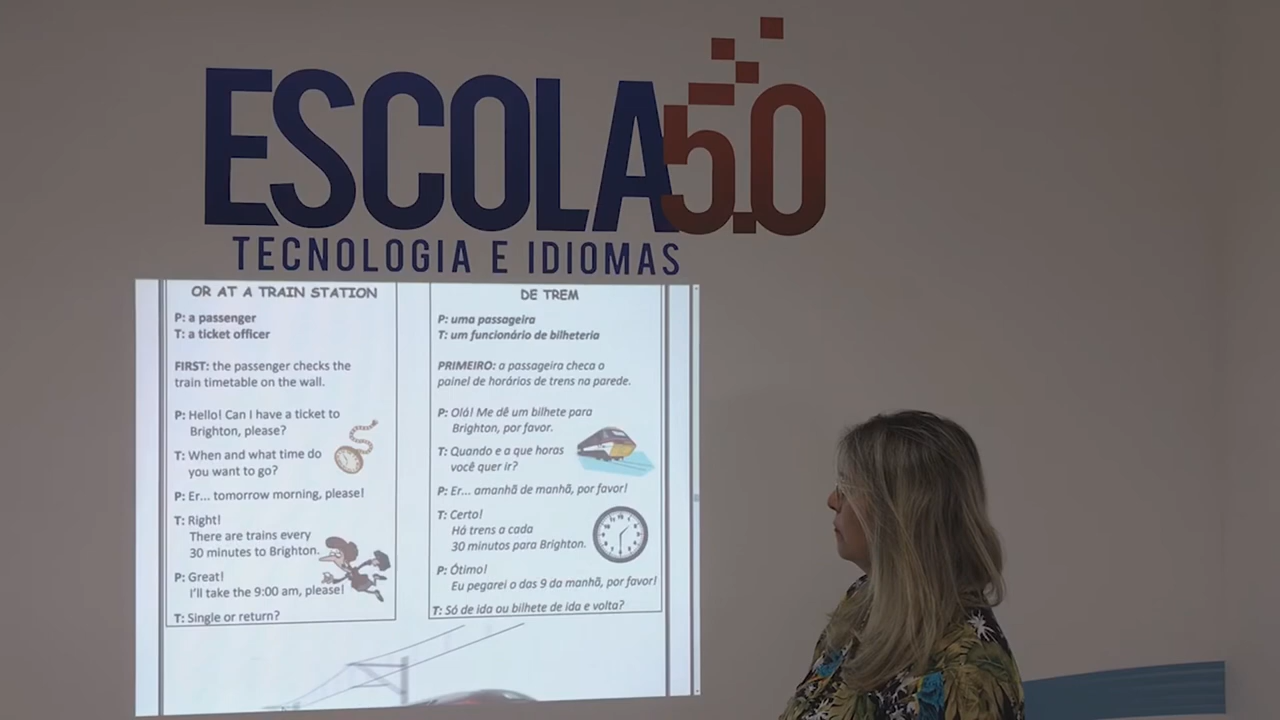 ESCOLA 5.0
TECNOLOGIA E IDIOMAS
OR AT A TRAIN STATION
P: a passenger
T: a ticket officer
FIRST: the passenger checks the
train timetable on the wall.
P: Hello! Can I have a ticket to
Brighton, please?
T: When and what time do
you want to go?
P: Er... tomorrow morning, please!
T: Right!
There are trains every
30 minutes to Brighton.
P: Great!
I'll take the 9:00 am, please!
T: Single or return?
DE TREM
P: uma passageira
T: um funcionário de bilheteria
PRIMEIRO: a passageira checa o
painel de horários de trens na parede.
P: Olá! Me dê um bilhete para
Brighton, por favor.
T: Quando e a que horas
você quer ir?
P: Er... amanhã de manhã, por favor!
T: Certo!
Há trens a cada
30 minutos para Brighton.
P: Ótimo!
Eu pegarei o das 9 da manhã, por favor!
T: Só de ida ou bilhete de ida e volta?